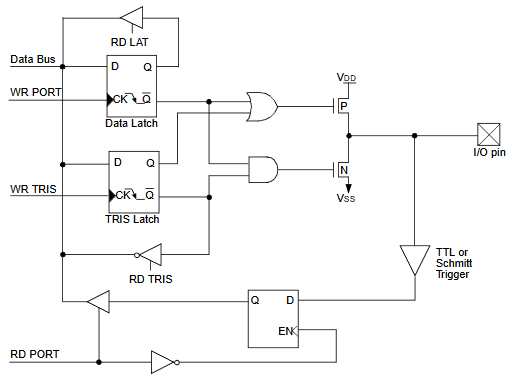 RD LAT
Data Bus
D Q
VDD
WR PORT
CK Q
P
Data Latch
I/O pin
D Q
N
WR TRIS
CK Q
VSS
TRIS Latch
TTL or
Schmitt
Trigger
RD TRIS
Q D
EN
RD PORT